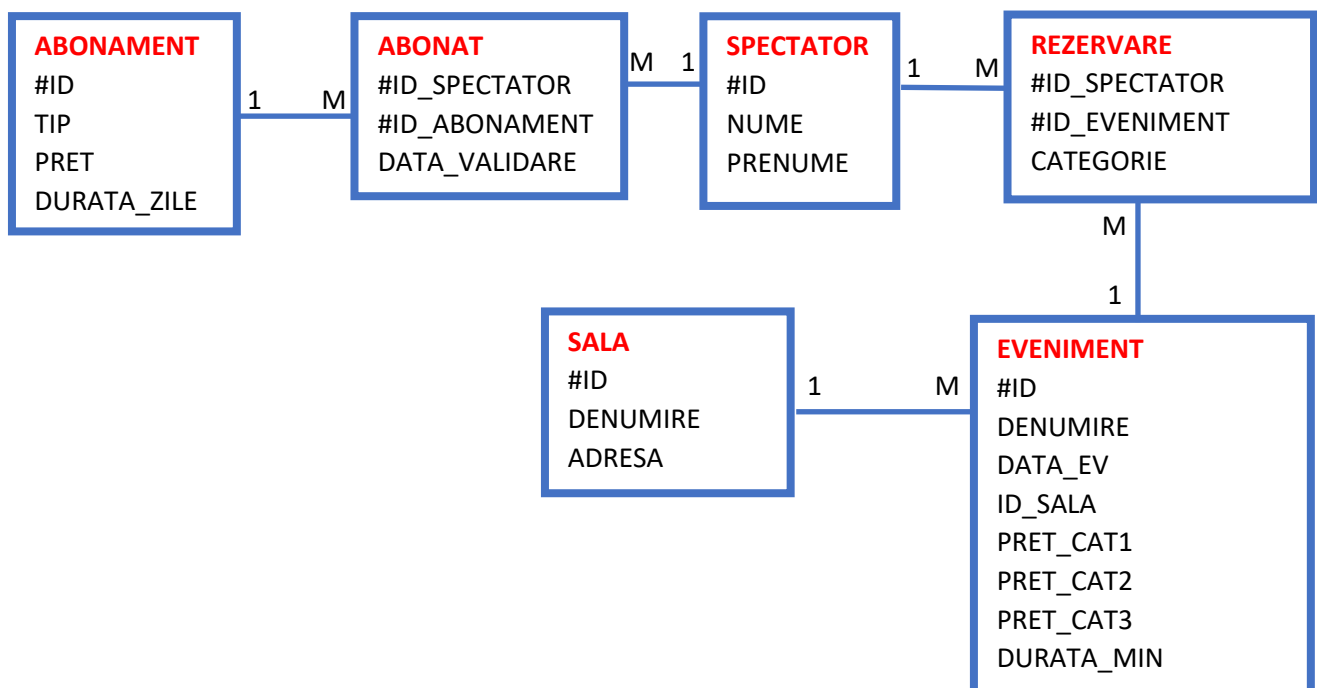 ABONAMENT
#ID
TIP
PRET
DURATA_ZILE
1 M
ABONAT
#ID_SPECTATOR
#ID_ABONAMENT
DATA_VALIDARE
M 1
SPECTATOR
#ID
NUME
PRENUME
1 M
REZERVARE
#ID_SPECTATOR
#ID_EVENIMENT
CATEGORIE
M
1
SALA
#ID
DENUMIRE
ADRESA
1 M
EVENIMENT
#ID
DENUMIRE
DATA_EV
ID_SALA
PRET_CAT1
PRET_CAT2
PRET_CAT3
DURATA_MIN